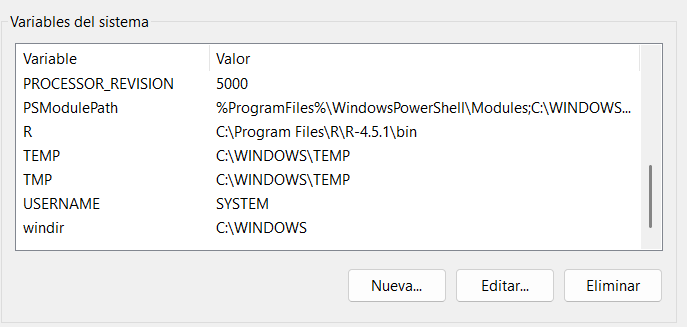 Variables del sistema
Variable Valor
PROCESSOR_REVISION 5000
PSModulePath %ProgramFiles%\WindowsPowerShell\Modules;C:\WINDOWS...
R C:\Program Files\R\R-4.5.1\bin
TEMP C:\WINDOWS\TEMP
TMP C:\WINDOWS\TEMP
USERNAME SYSTEM
windir C:\WINDOWS
Nueva... Editar... Eliminar